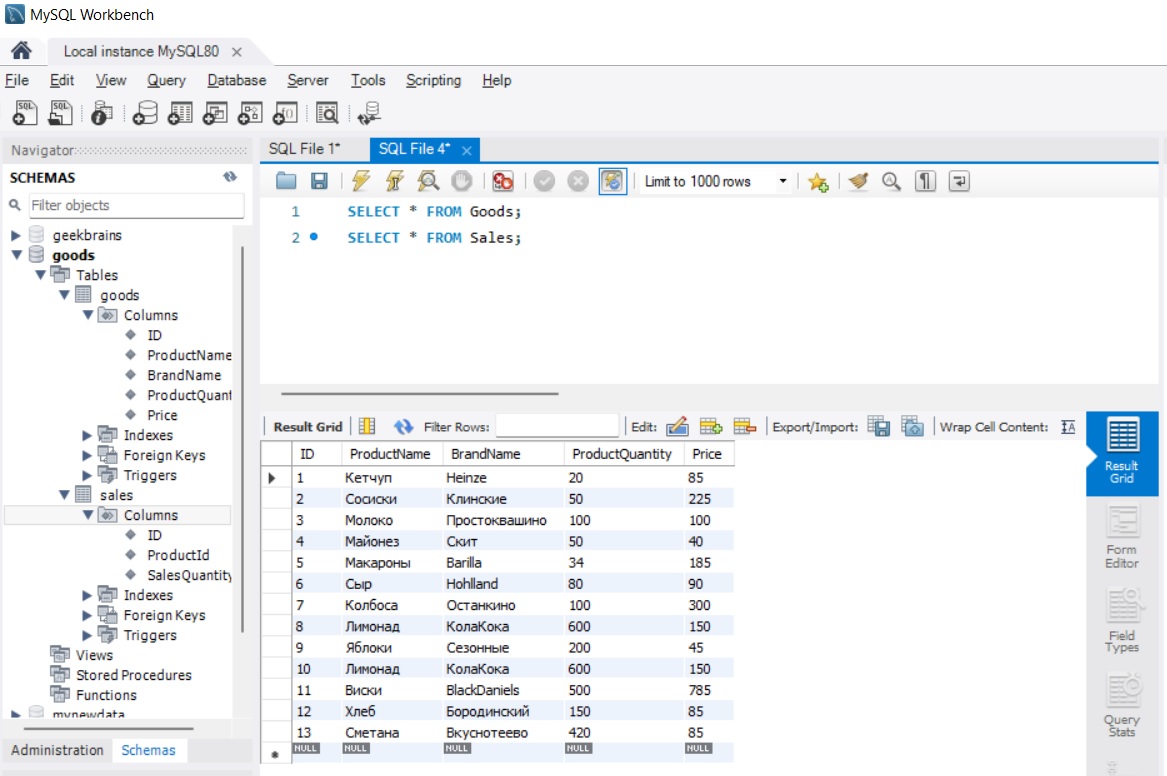 MySQL Workbench
Local instance MySQL80
File Edit View Query Database Server Tools Scripting Help
Navigator
SCHEMAS
Filter objects
geekbrains
goods
Tables
goods
Columns
ID
ProductName
BrandName
ProductQuant
Price
Indexes
Foreign Keys
Triggers
sales
Columns
ID
ProductId
SalesQuantity
Indexes
Foreign Keys
Triggers
Views
Stored Procedures
Functions
mynewdata
Administration Schemas
SQL File 1* SQL File 4*
Limit to 1000 rows
1 SELECT * FROM Goods;
2 SELECT * FROM Sales;
Result Grid Filter Rows: Edit: Export/Import: Wrap Cell Content:
ID ProductName BrandName ProductQuantity Price
1 Кетчуп Heinze 20 85
2 Сосиски Клинские 50 225
3 Молоко Простоквашино 100 100
4 Майонез Скит 50 40
5 Макароны Barilla 34 185
6 Сыр Hohlland 80 90
7 Колбоса Останкино 100 300
8 Лимонад КолаКока 600 150
9 Яблоки Сезонные 200 45
10 Лимонад КолаКока 600 150
11 Виски BlackDaniels 500 785
12 Хлеб Бородинский 150 85
13 Сметана Вкуснотеево 420 85
NULL NULL NULL NULL NULL
Result
Grid
Form
Editor
Field
Types
Query
Stats